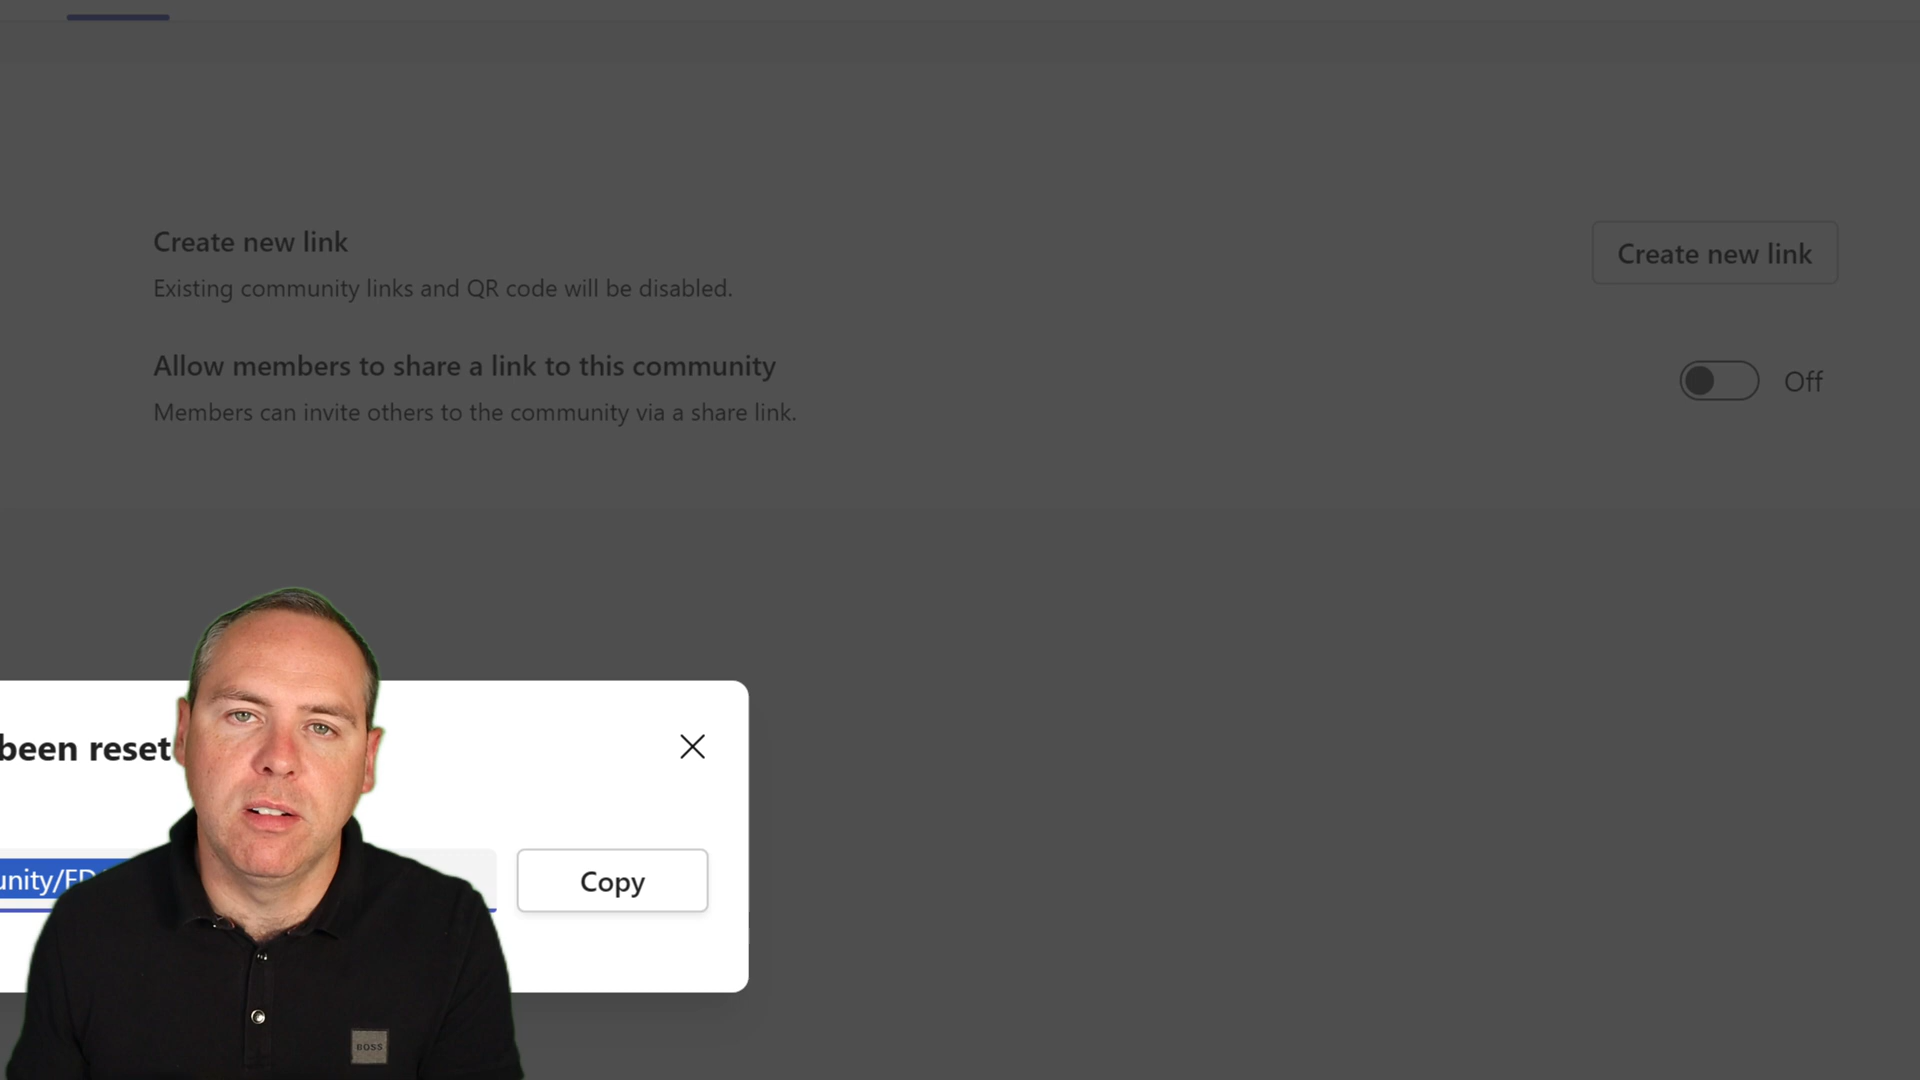 Create new link
Existing community links and QR code will be disabled.
Create new link
Allow members to share a link to this community
Members can invite others to the community via a share link.
Off
been reset
Copy
BOSS